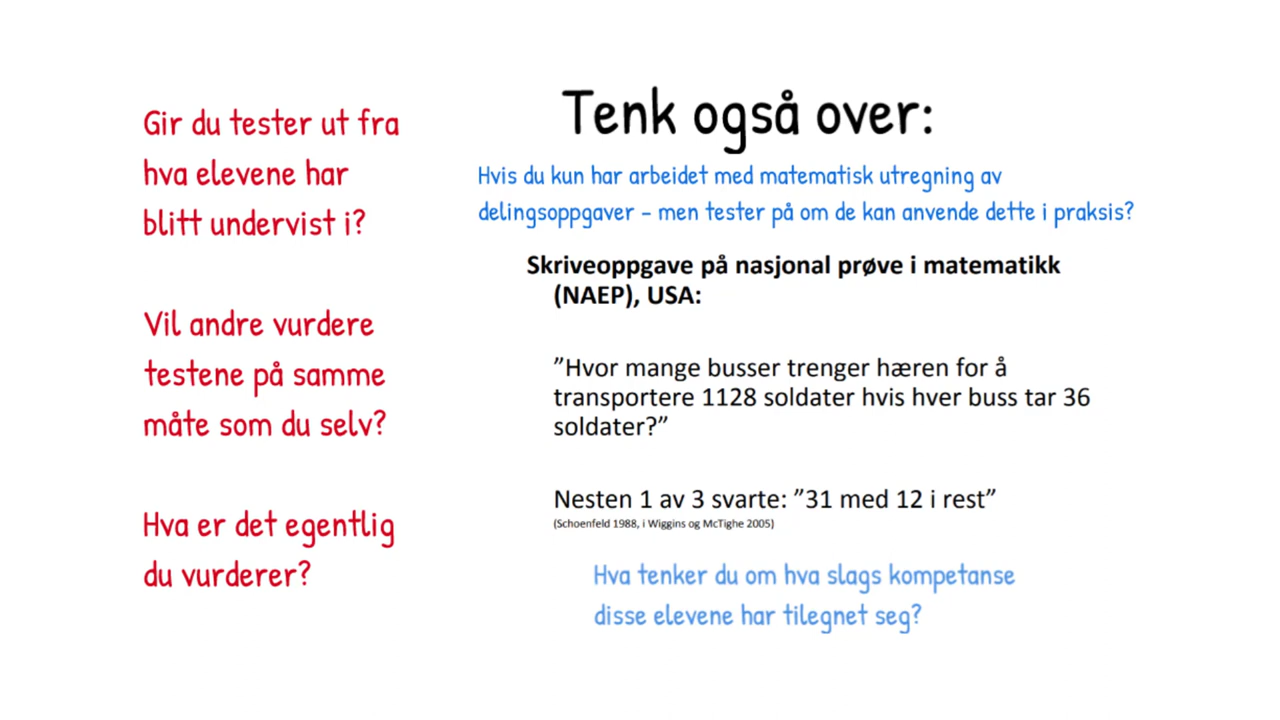 Gir du tester ut fra
hva elevene har
blitt undervist i?
Vil andre vurdere
testene på samme
måte som du selv?
Hva er det egentlig
du vurderer?
Tenk også over:
Hvis du kun har arbeidet med matematisk utregning av
delingsoppgaver – men tester på om de kan anvende dette i praksis?
Skriveoppgave på nasjonal prøve i matematikk
(NAEP), USA:
”Hvor mange busser trenger hæren for å
transportere 1128 soldater hvis hver buss tar 36
soldater?”
Nesten 1 av 3 svarte: ”31 med 12 i rest”
(Schoenfeld 1988, i Wiggins og McTighe 2005)
Hva tenker du om hva slags kompetanse
disse elevene har tilegnet seg?